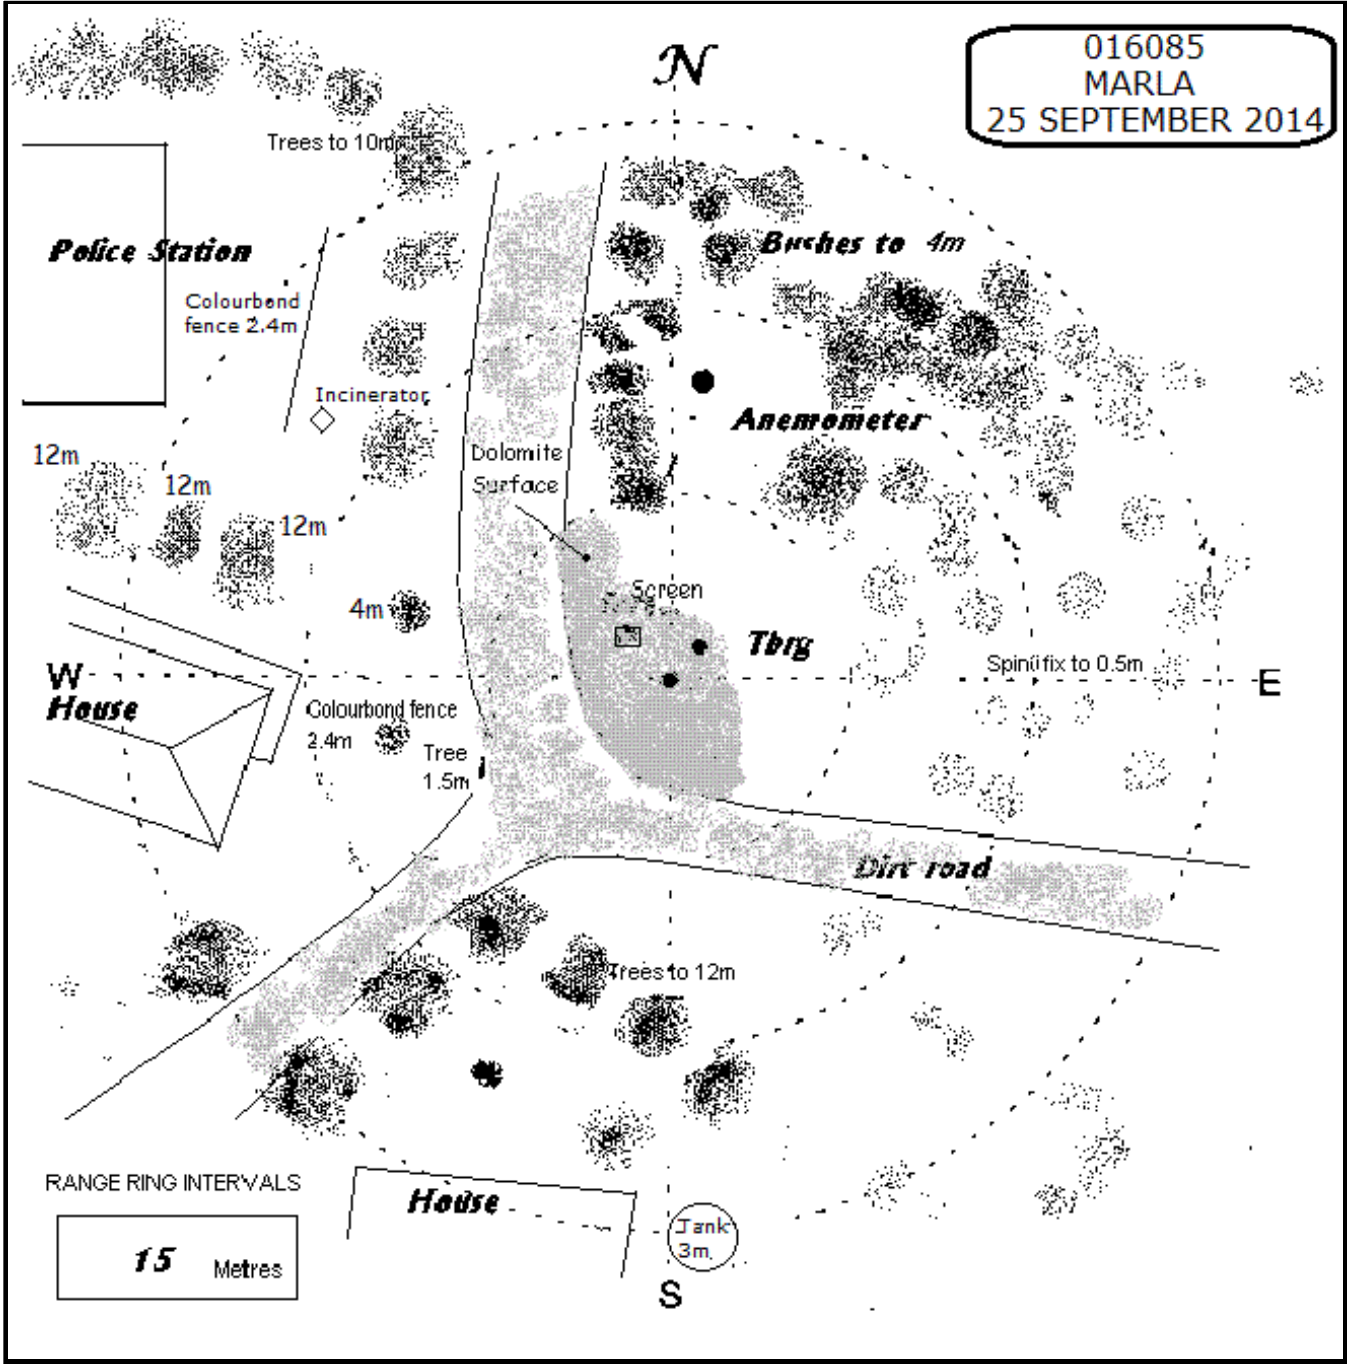 N
016085
MARLA
25 SEPTEMBER 2014
Trees to 10m
Police Station
Bushes to 4m
Colourbond
fence 2.4m
Incinerator
Anemometer
12m
12m
12m
Dolomite
Surface
Screen
4m
Tbrg
Spinifix to 0.5m
W
E
House
Colourbond fence
2.4m
Tree
1.5m
Dirt road
Trees to 12m
RANGE RING INTERVALS
15 Metres
House
Tank
3m.
S